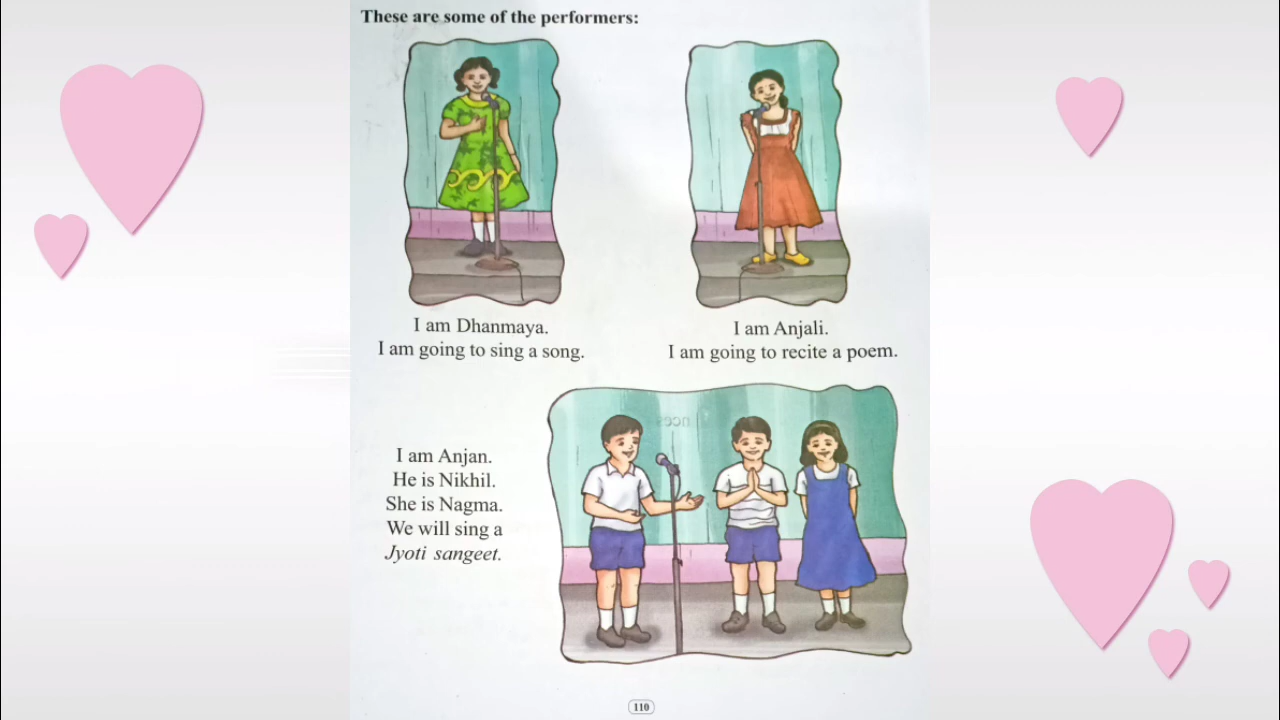 These are some of the performers:
I am Dhanmaya.
I am going to sing a song.
I am Anjali.
I am going to recite a poem.
I am Anjan.
He is Nikhil.
She is Nagma.
We will sing a
Jyoti sangeet.
110